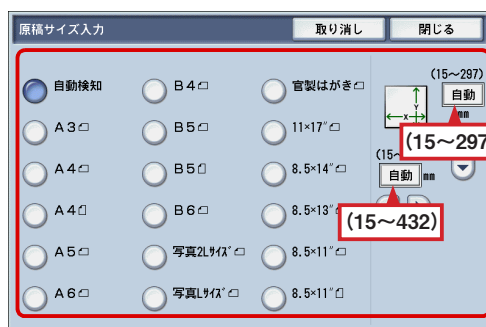 原稿サイズ入力 取り消し 閉じる
自動検知 B4 官製はがき
A3 B5 11×17"
A4 B5 8.5×14"
A4 B6 8.5×13"
A5 写真2Lサイズ 8.5×11"
A6 写真Lサイズ 8.5×11"
(15～297)
自動
mm
Y
X
(15～297
(15～
自動 mm
(15～432)